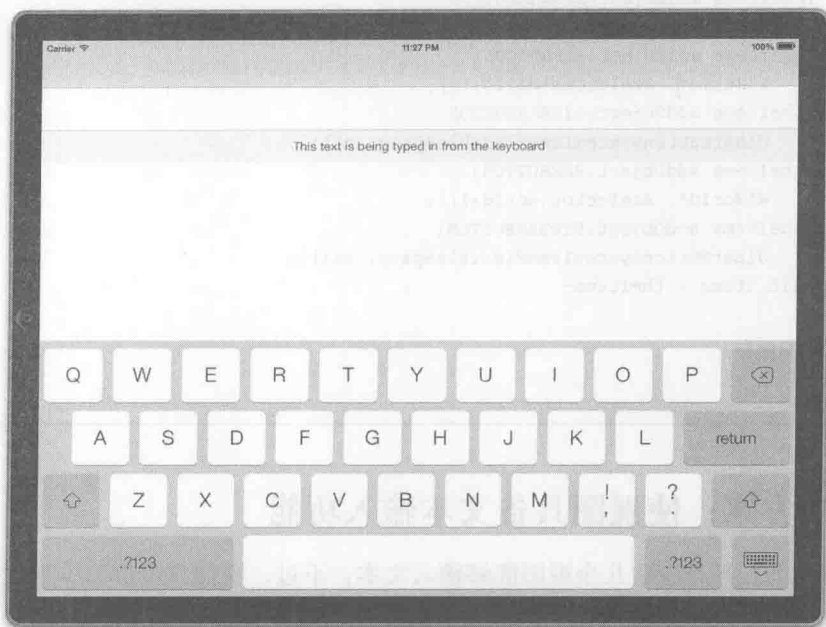 Carrier 11:27 PM 100%
This text is being typed in from the keyboard
Q W E R T Y U I O P
A S D F G H J K L return
Z X C V B N M ! , ? .
.?123 .?123